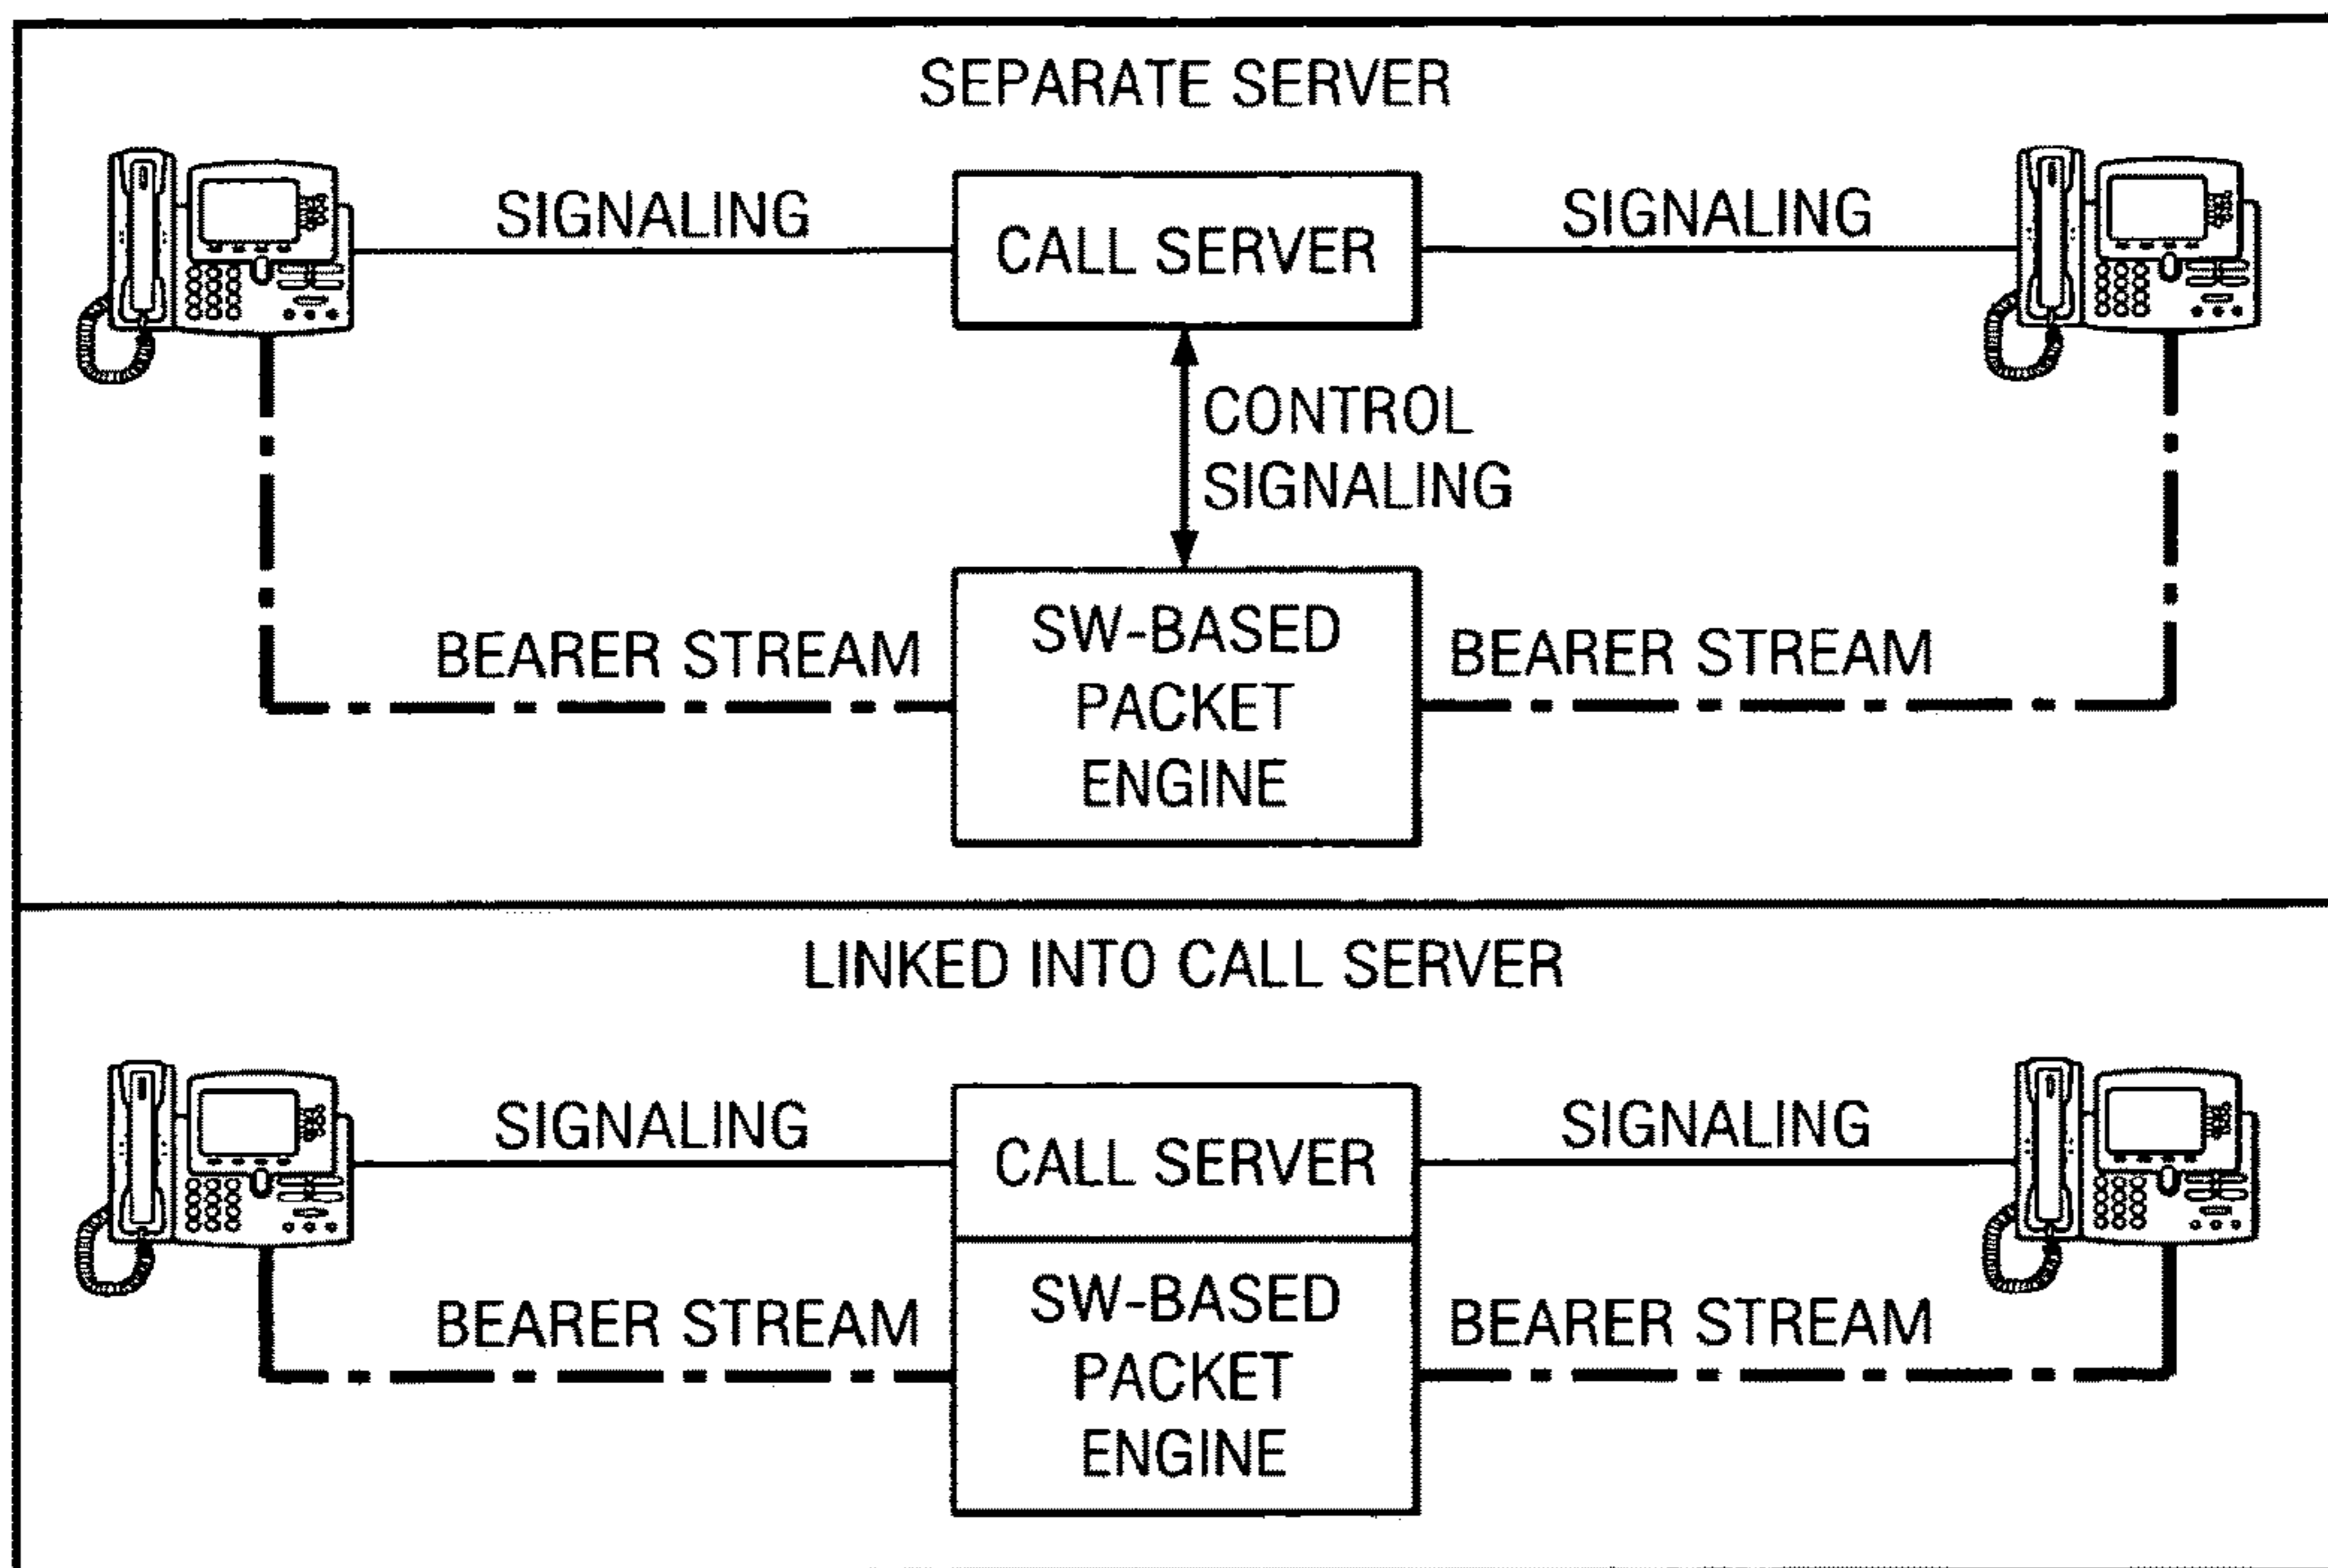 SEPARATE SERVER
SIGNALING
CALL SERVER
SIGNALING
CONTROL
SIGNALING
BEARER STREAM
SW-BASED
PACKET
ENGINE
BEARER STREAM
LINKED INTO CALL SERVER
SIGNALING
CALL SERVER
SIGNALING
BEARER STREAM
SW-BASED
PACKET
ENGINE
BEARER STREAM